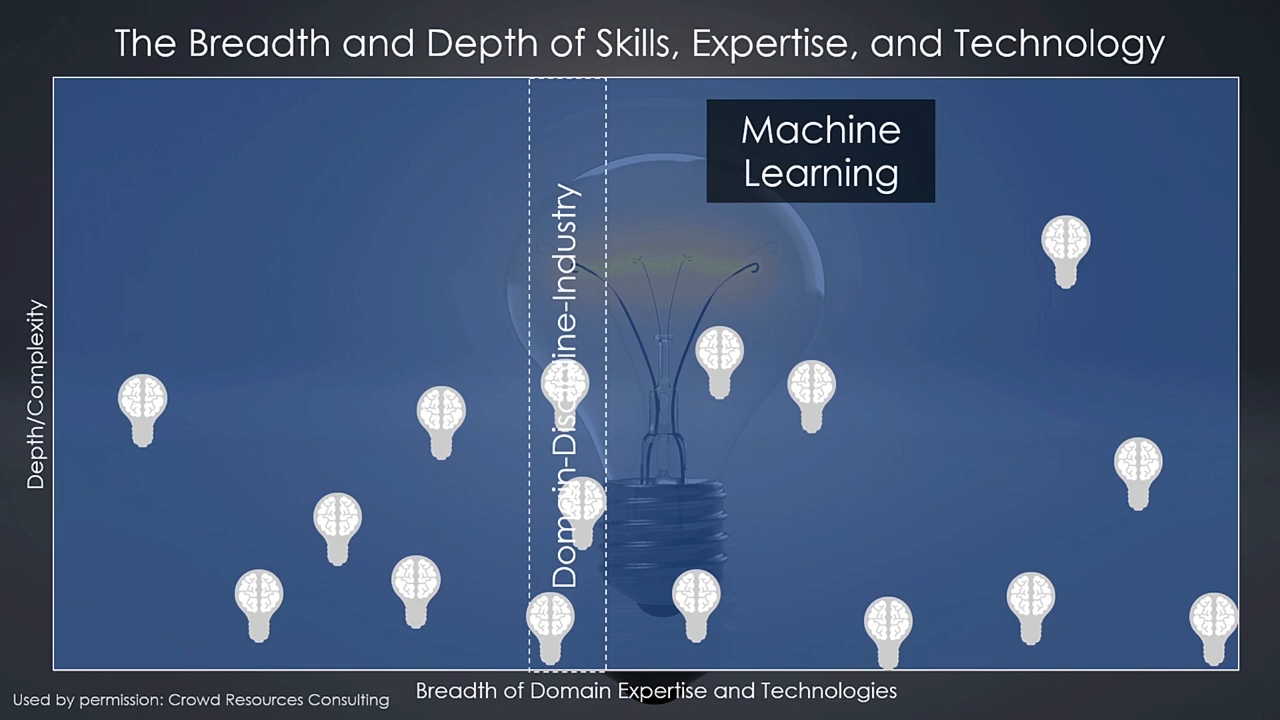 The Breadth and Depth of Skills, Expertise, and Technology
Machine
Learning
Domain-Discipline-Industry
Depth/Complexity
Breadth of Domain Expertise and Technologies
Used by permission: Crowd Resources Consulting